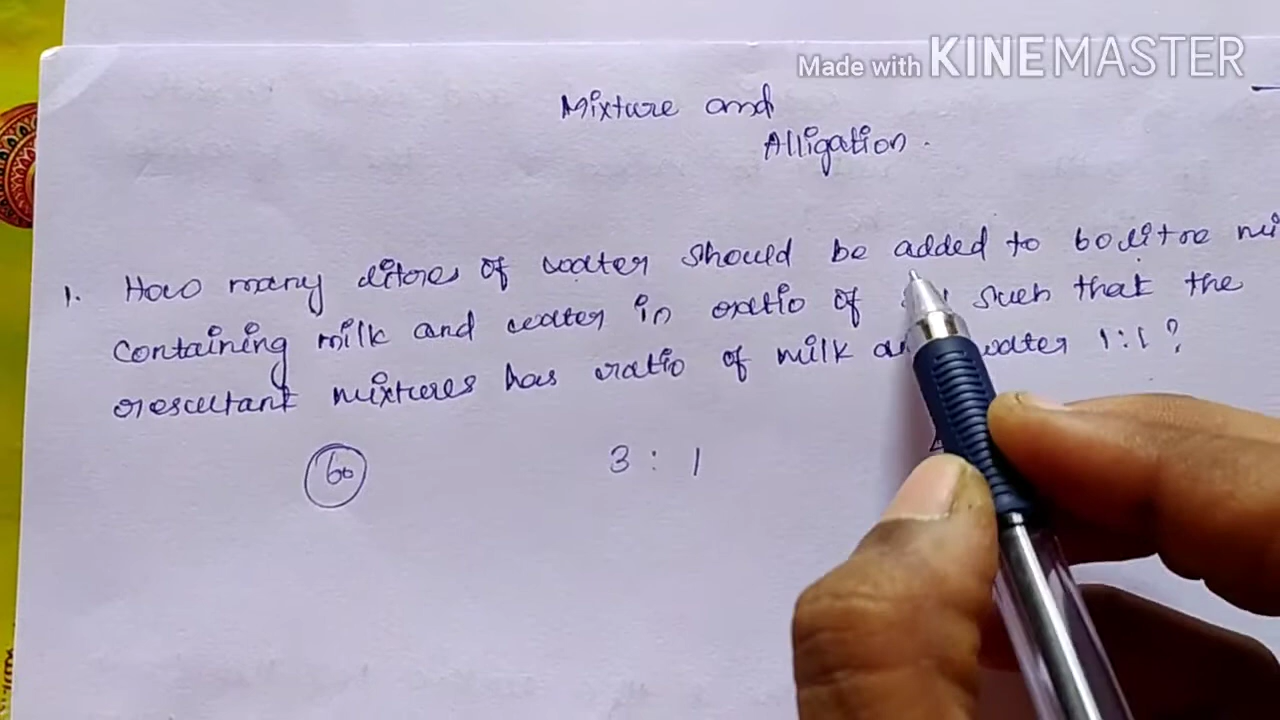 Made with KINEMASTER
Mixture and
Alligation.
1. How many litres of water should be added to 60 litre
containing milk and water in ratio of such that the
resultant mixtures has ratio of milk water 1:1?
60 3 : 1